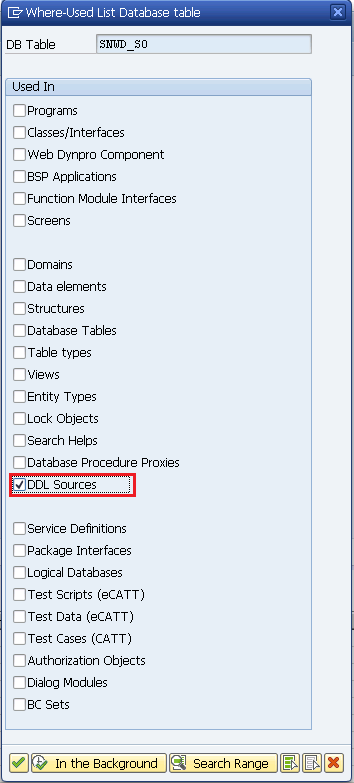 Where-Used List Database table
DB Table SNWD_SO
Used In
Programs
Classes/Interfaces
Web Dynpro Component
BSP Applications
Function Module Interfaces
Screens
Domains
Data elements
Structures
Database Tables
Table types
Views
Entity Types
Lock Objects
Search Helps
Database Procedure Proxies
DDL Sources
Service Definitions
Package Interfaces
Logical Databases
Test Scripts (eCATT)
Test Data (eCATT)
Test Cases (CATT)
Authorization Objects
Dialog Modules
BC Sets
In the Background Search Range